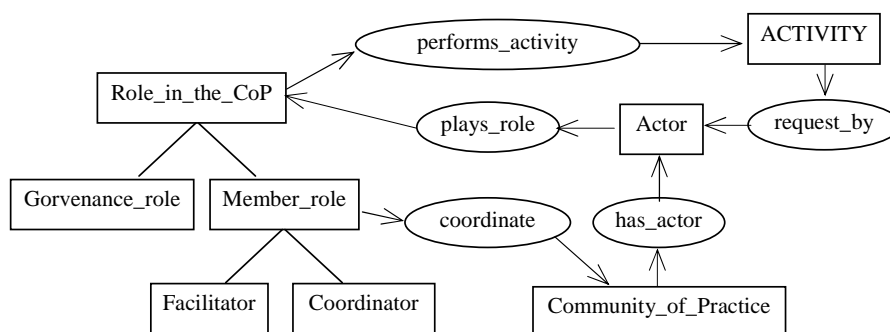 performs_activity
ACTIVITY
Role_in_the_CoP
plays_role
Actor
request_by
Gorvenance_role
Member_role
coordinate
has_actor
Facilitator
Coordinator
Community_of_Practice